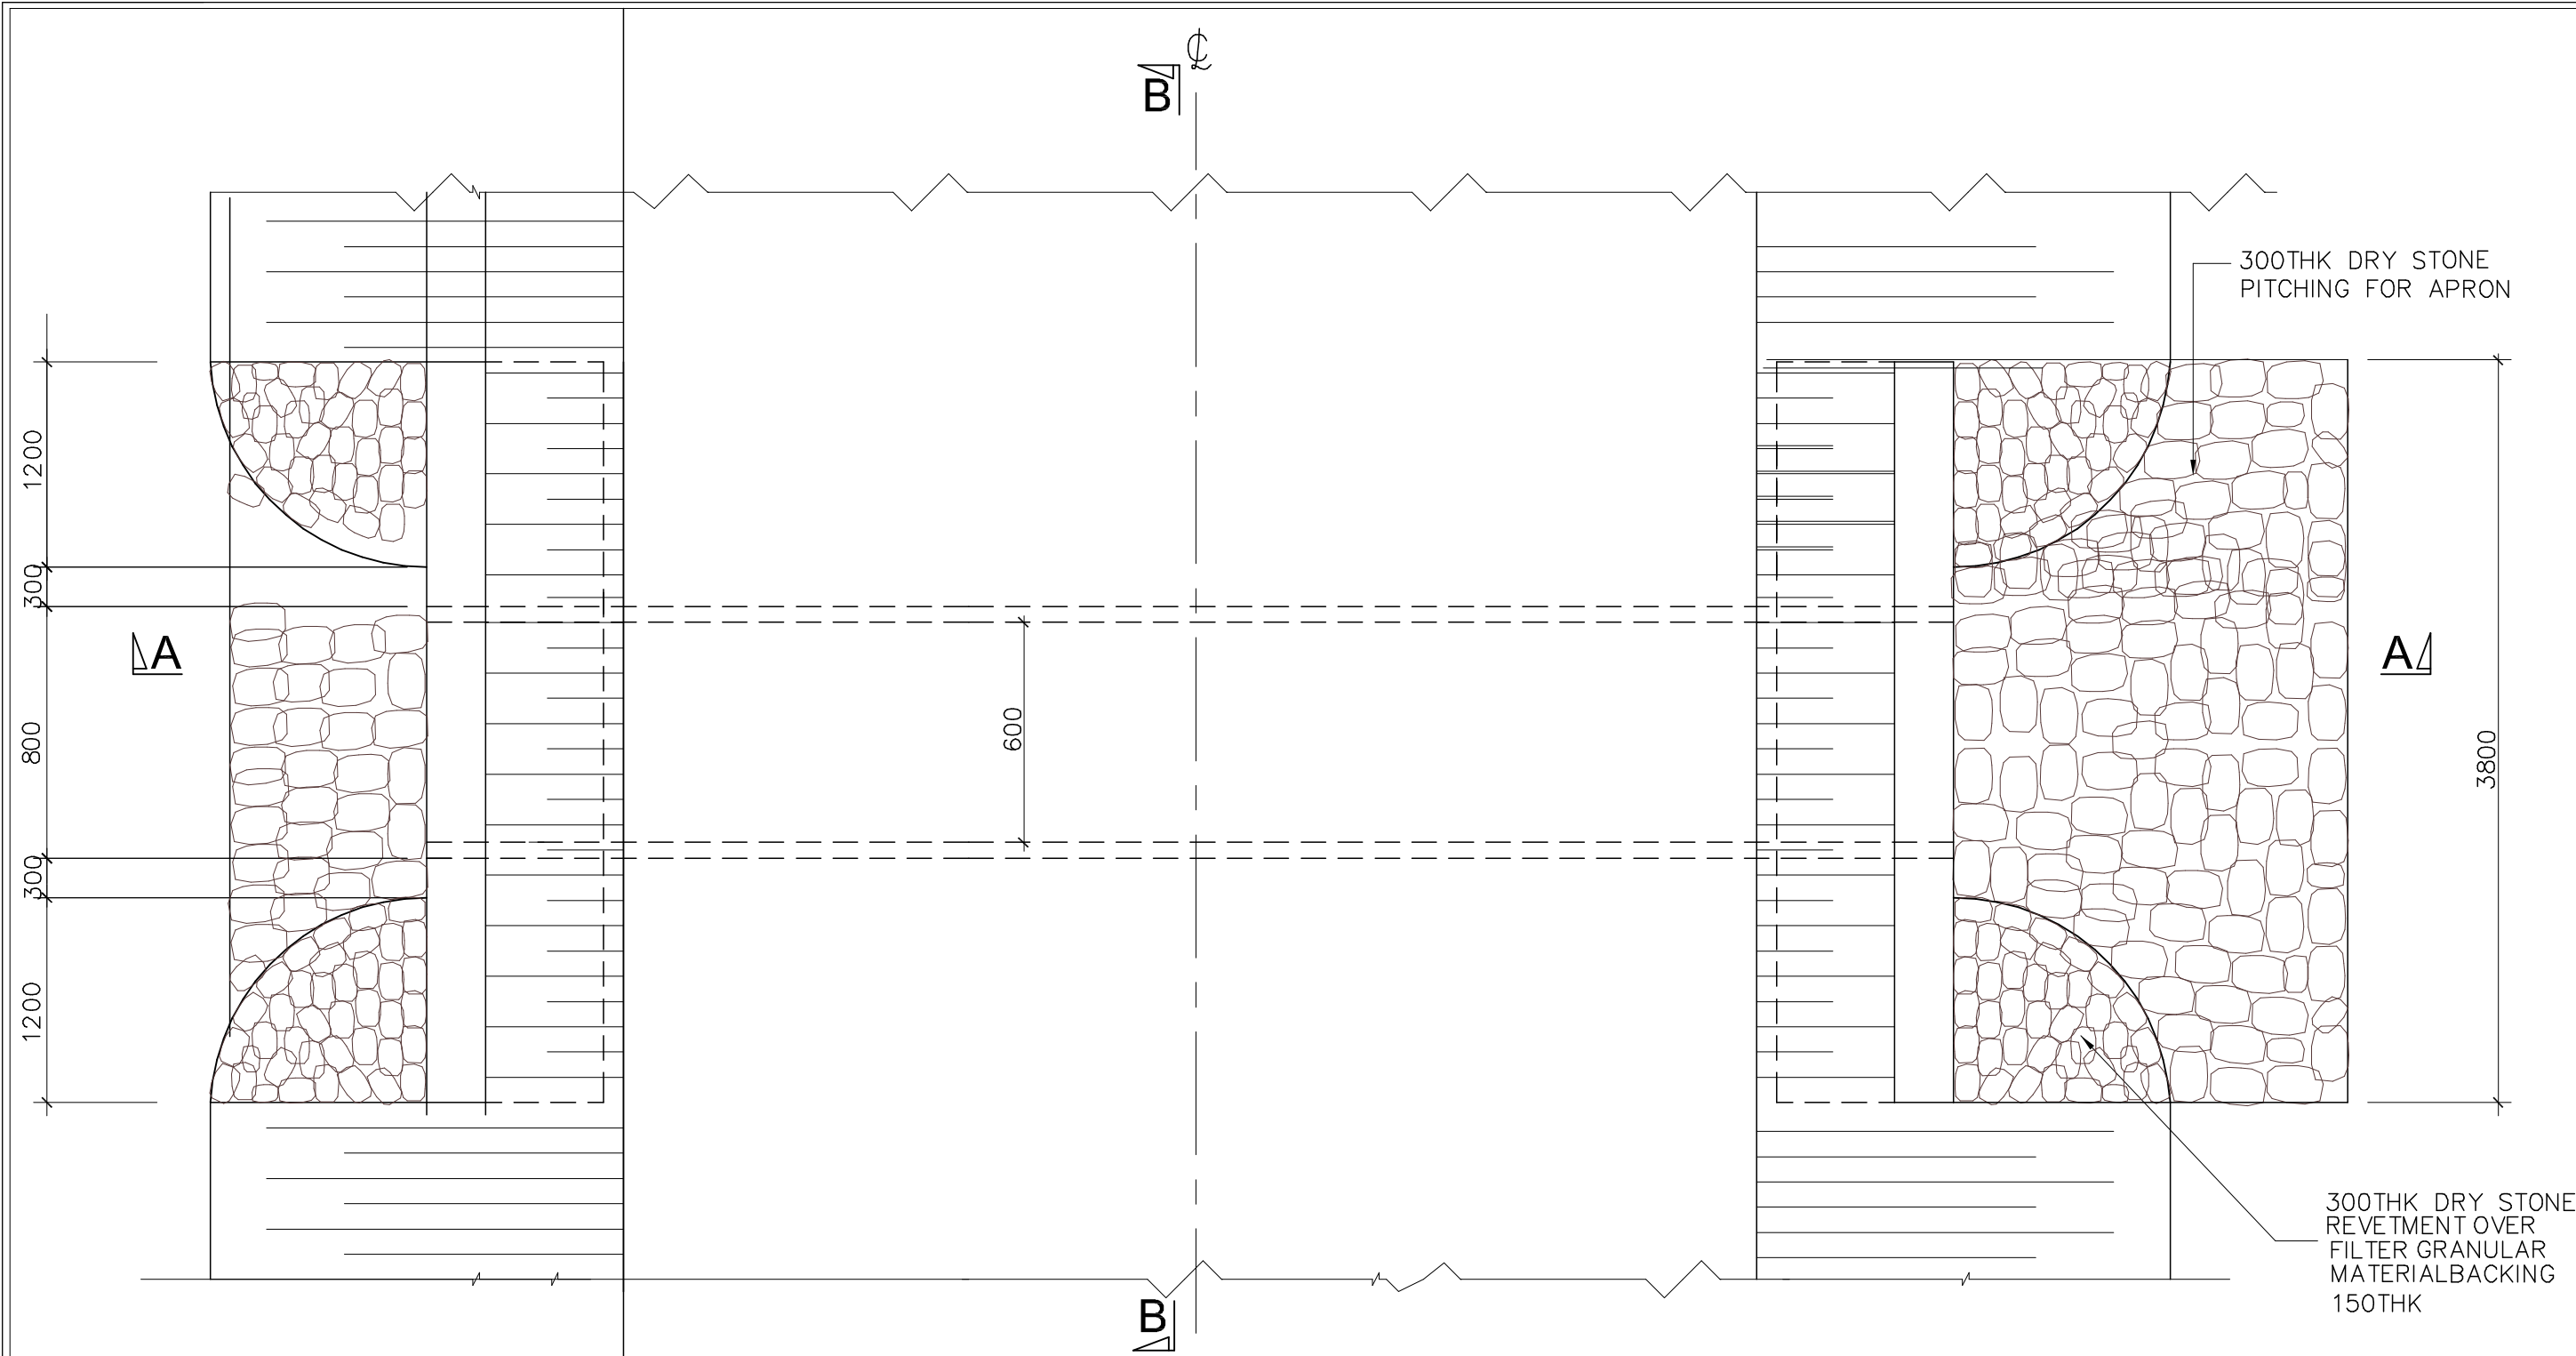 ℄
B
300THK DRY STONE
PITCHING FOR APRON
1200
300
A
A
800
600
3800
300
1200
300THK DRY STONE
REVETMENT OVER
FILTER GRANULAR
MATERIALBACKING
150THK
B